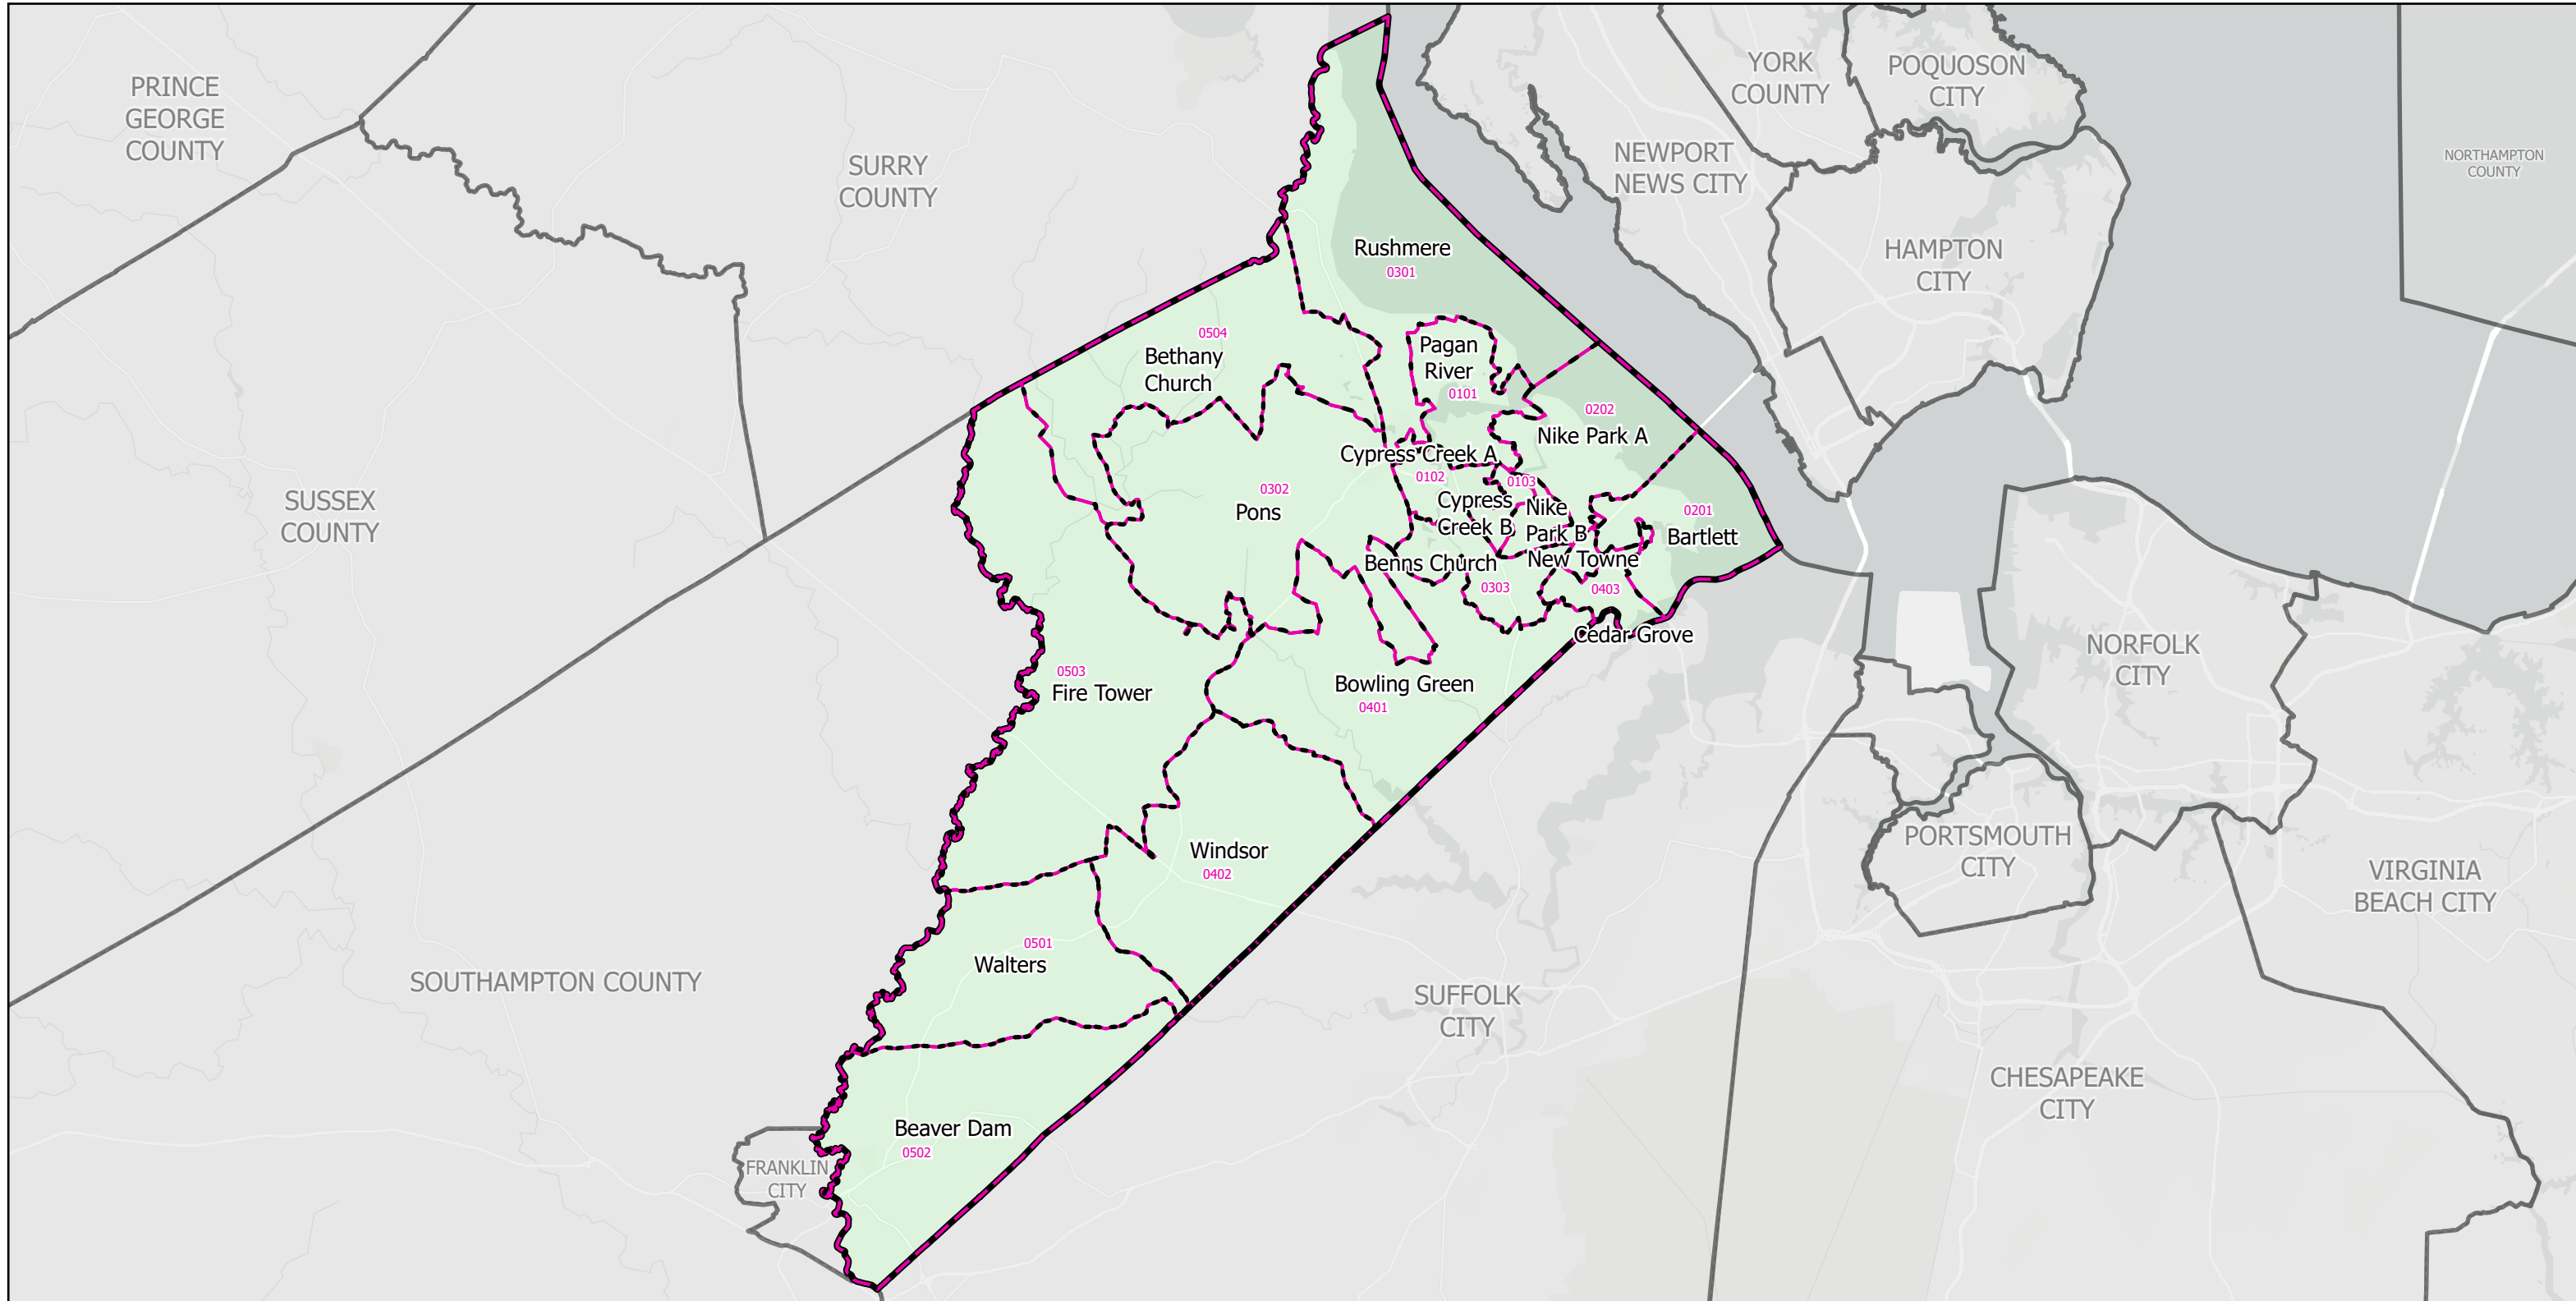 PRINCE
GEORGE
COUNTY
SURRY
COUNTY
YORK
COUNTY
POQUOSON
CITY
NEWPORT
NEWS CITY
NORTHAMPTON
COUNTY
HAMPTON
CITY
SUSSEX
COUNTY
Rushmere
0301
0504
Bethany
Church
Pagan
River
0101
0202
Nike Park A
Cypress Creek A
0102
0103
0302
Pons
Cypress
Creek B
Nike
Park B
0201
Bartlett
Benns Church
0303
New Towne
0403
Cedar Grove
0503
Fire Tower
Bowling Green
0401
NORFOLK
CITY
Windsor
0402
PORTSMOUTH
CITY
VIRGINIA
BEACH CITY
0501
Walters
SOUTHAMPTON COUNTY
SUFFOLK
CITY
CHESAPEAKE
CITY
Beaver Dam
0502
FRANKLIN
CITY